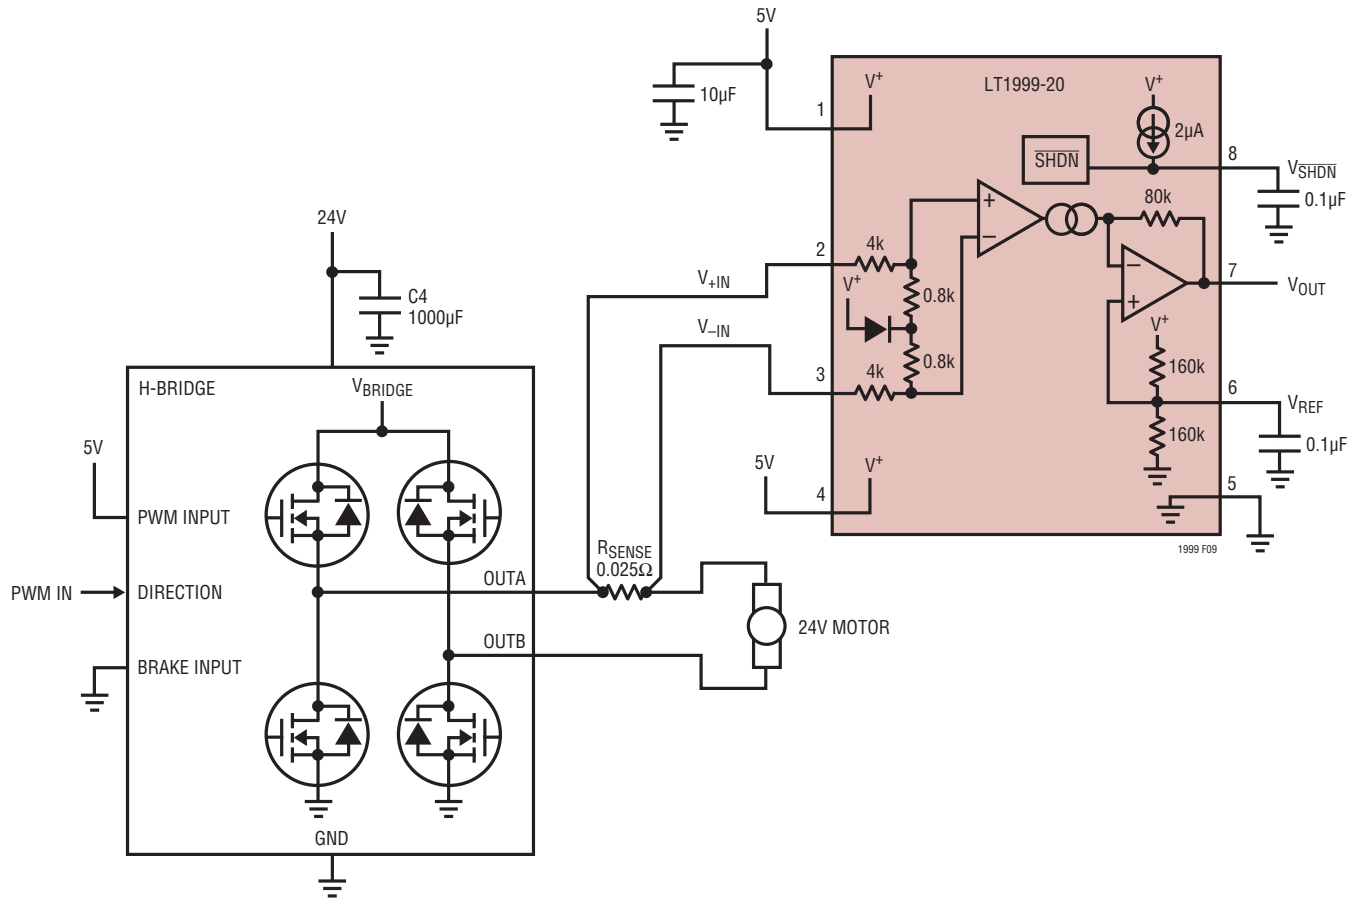 5V
10µF
1
V+
LT1999-20
V+
2µA
SHDN
8
VSHDN
0.1µF
24V
C4
1000µF
V+IN
2
4k
V+
0.8k
0.8k
80k
7
VOUT
V–IN
3
4k
V+
160k
160k
6
VREF
0.1µF
5V
4
V+
5
1999 F09
H-BRIDGE
VBRIDGE
5V
PWM INPUT
PWM IN
DIRECTION
BRAKE INPUT
OUTA
OUTB
RSENSE
0.025Ω
24V MOTOR
GND
+
–
–
+